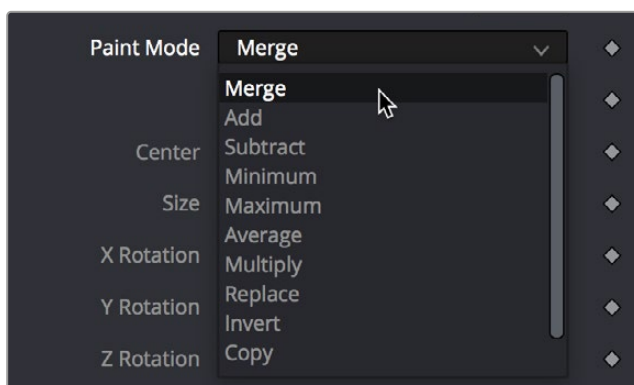 Paint Mode Merge
Merge
Add
Center Subtract
Minimum
Size Maximum
Average
X Rotation Multiply
Y Rotation Replace
Invert
Z Rotation Copy